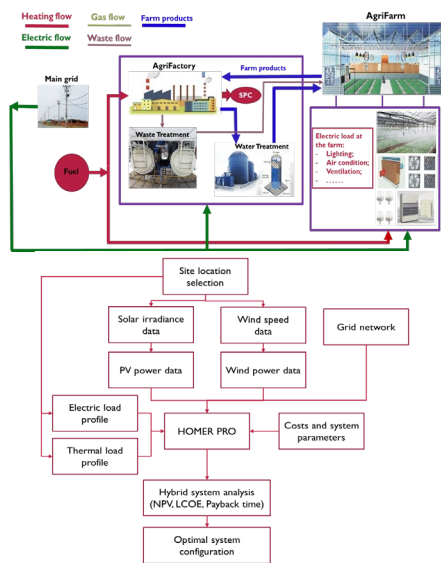 Heating flow
Gas flow
Farm products
Electric flow
Waste flow
AgriFarm
Main grid
AgriFactory
Farm products
SPC
Waste Treatment
Water Treatment
Fuel
Electric load at
the farm:
- Lighting;
- Air condition;
- Ventilation;
- ......
Site location
selection
Solar irradiance
data
Wind speed
data
Grid network
PV power data
Wind power data
Electric load
profile
HOMER PRO
Costs and system
parameters
Thermal load
profile
Hybrid system analysis
(NPV, LCOE, Payback time)
Optimal system
configuration